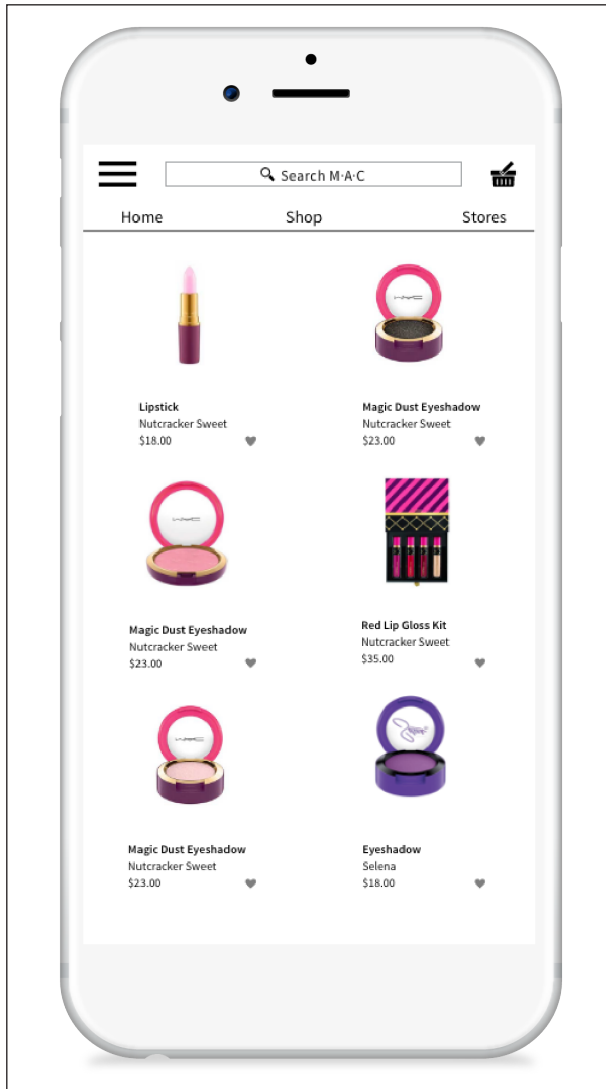 Search M·A·C
Home Shop Stores
Lipstick
Nutcracker Sweet
$18.00
Magic Dust Eyeshadow
Nutcracker Sweet
$23.00
Magic Dust Eyeshadow
Nutcracker Sweet
$23.00
Red Lip Gloss Kit
Nutcracker Sweet
$35.00
Magic Dust Eyeshadow
Nutcracker Sweet
$23.00
Eyeshadow
Selena
$18.00